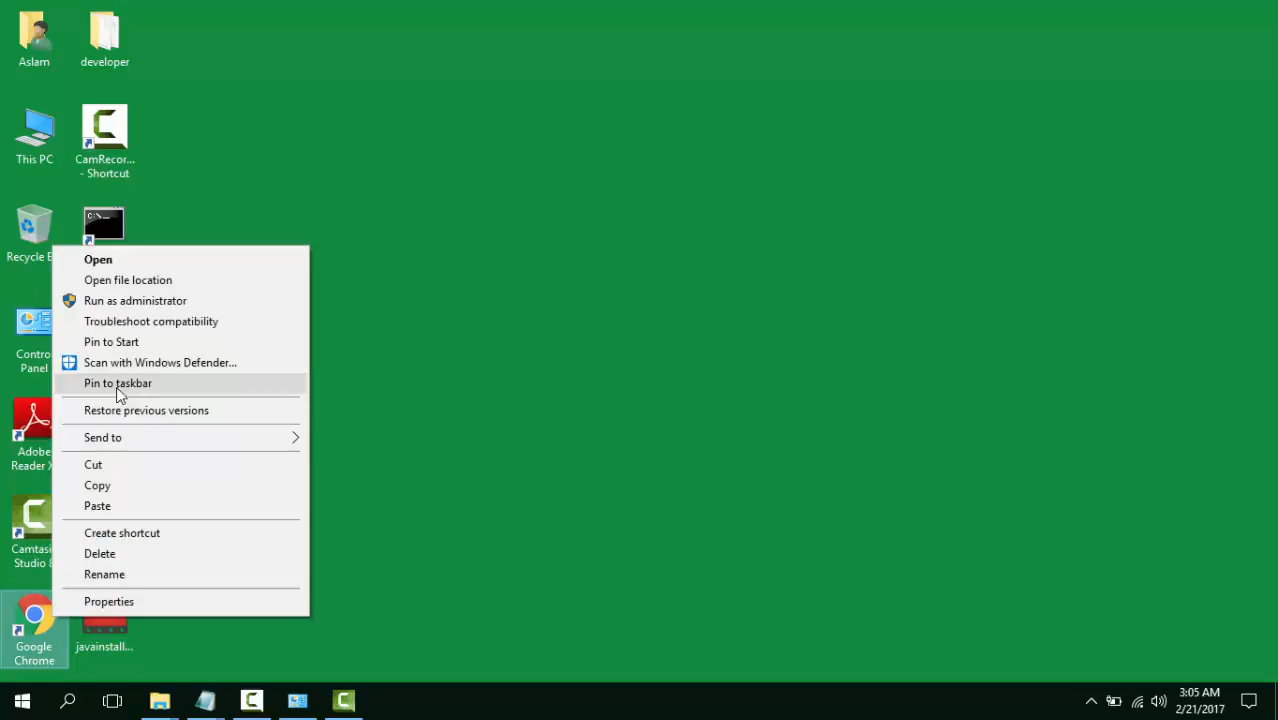 Aslam
developer
This PC
CamRecor...
- Shortcut
C:\_
Recycle B
Open
Open file location
Run as administrator
Troubleshoot compatibility
Pin to Start
Scan with Windows Defender...
Pin to taskbar
Restore previous versions
Send to
Cut
Copy
Paste
Create shortcut
Delete
Rename
Properties
Contro
Panel
Adobe
Reader X
Camtasi
Studio 8
Google
Chrome
javainstall...
3:05 AM
2/21/2017